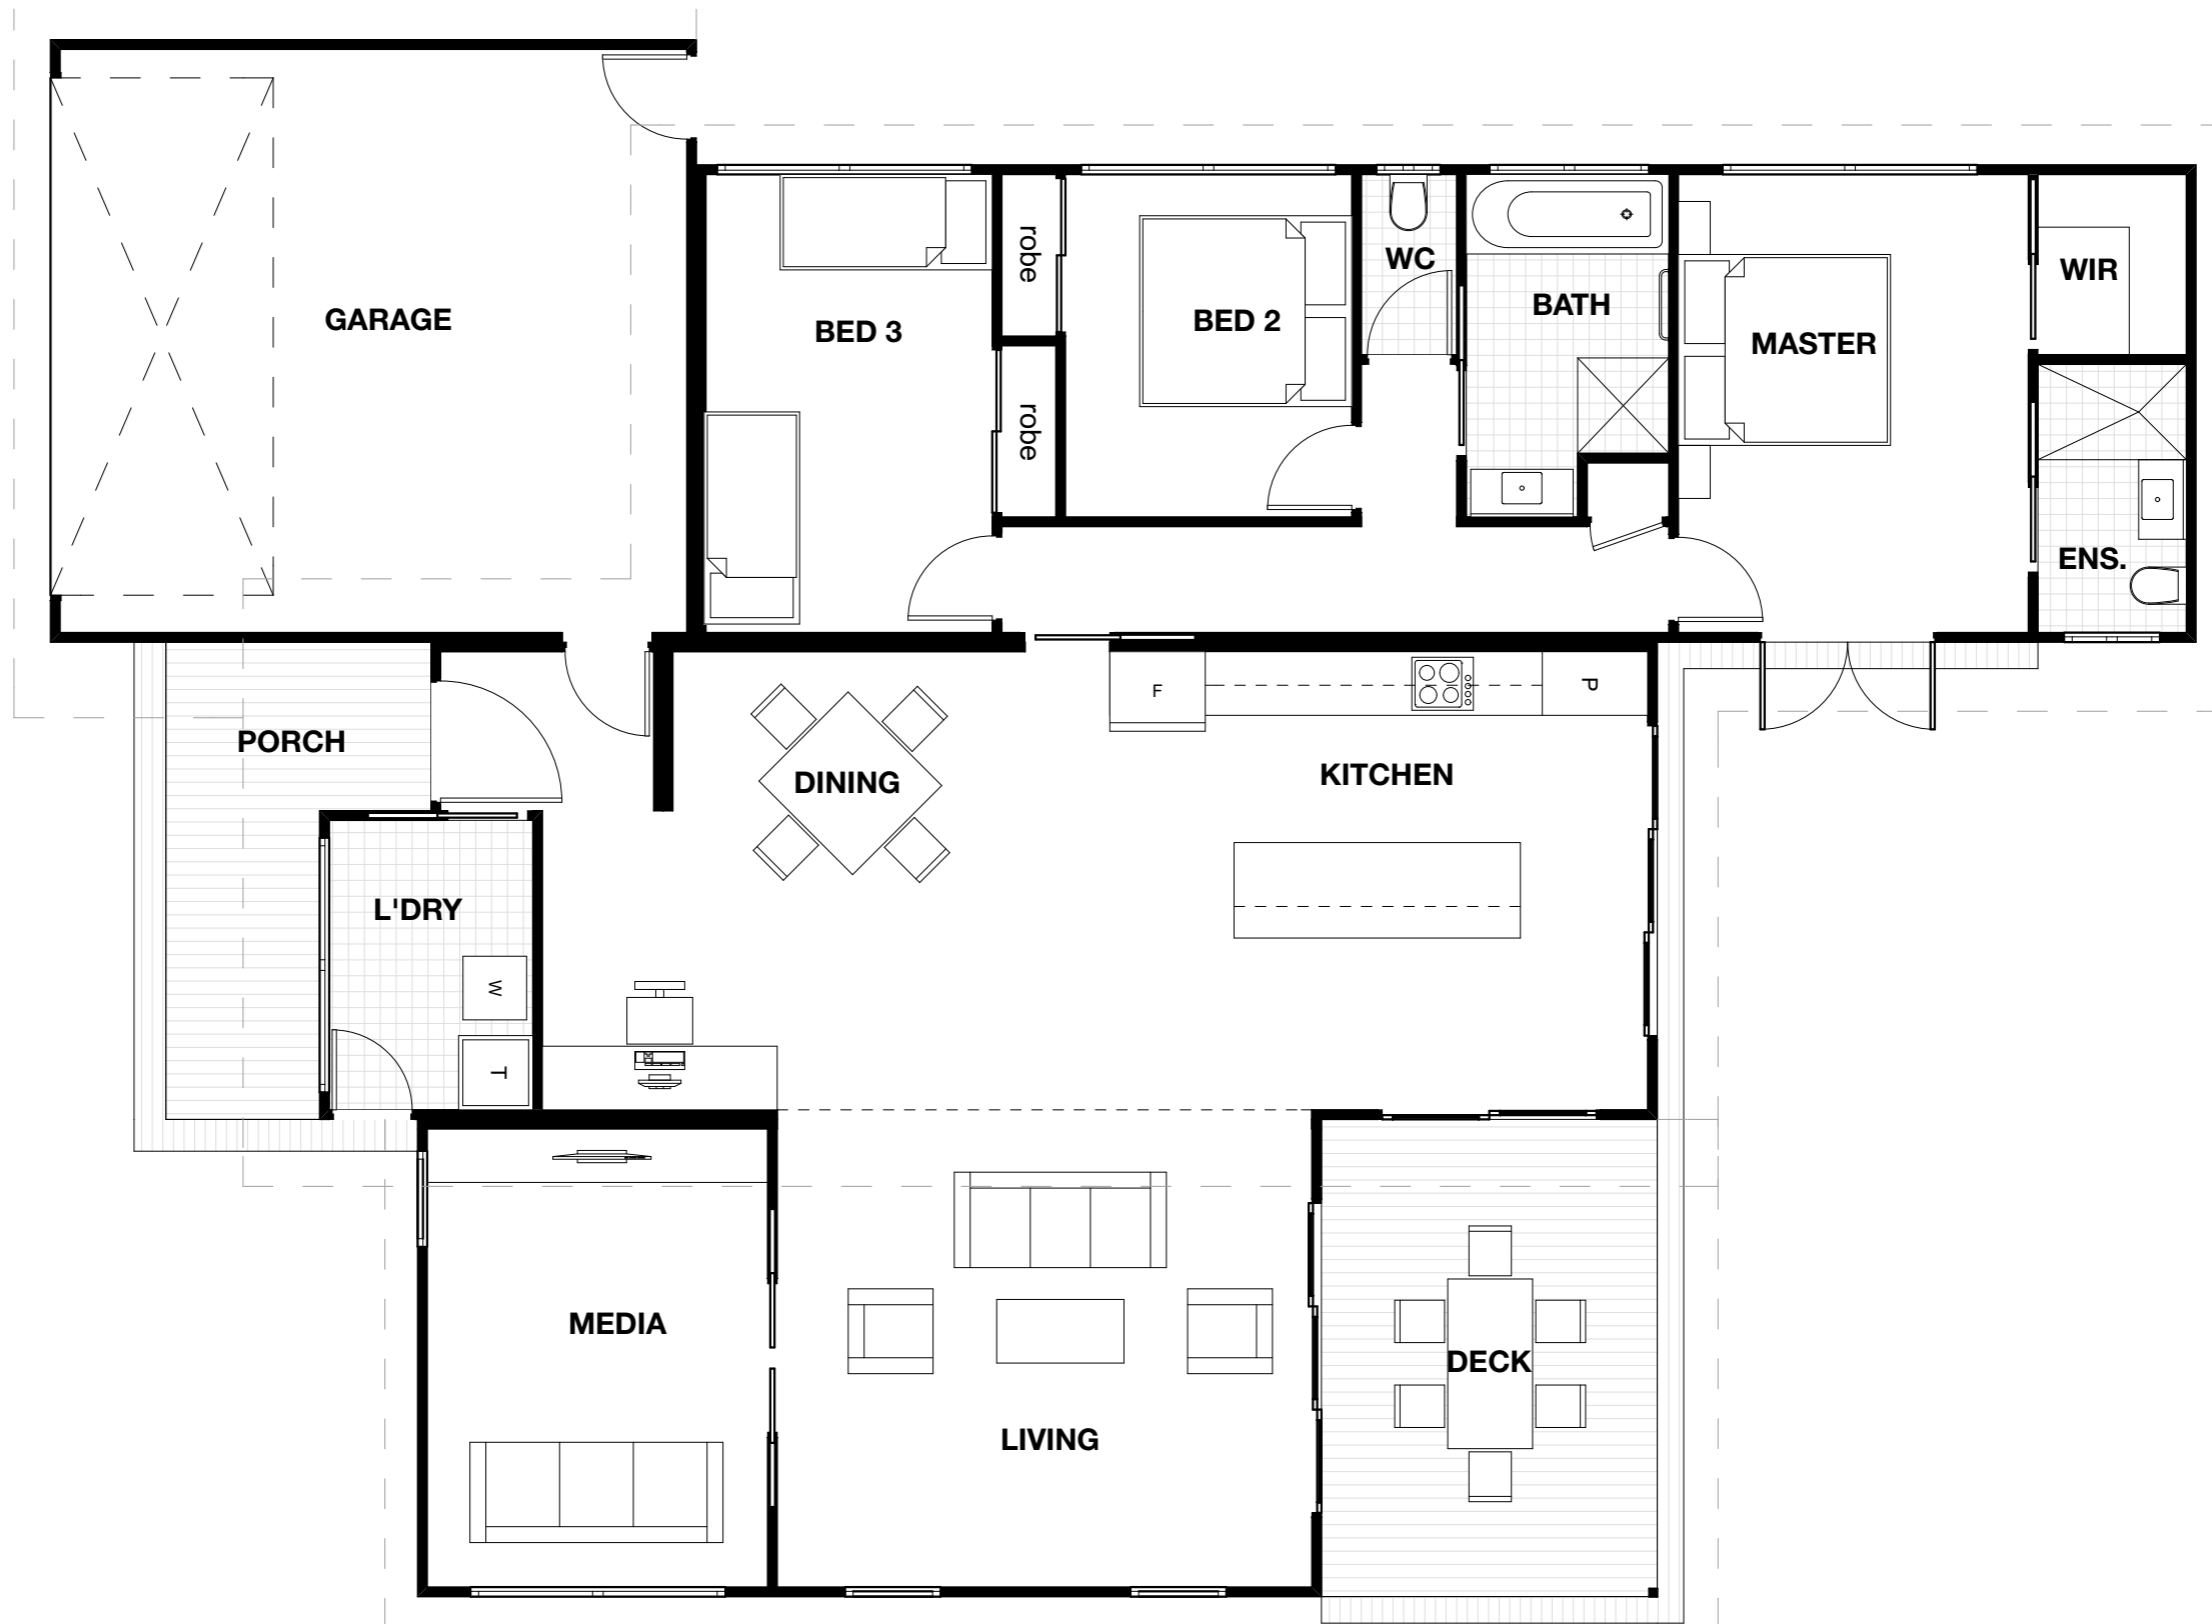 GARAGE
BED 3
robe
robe
BED 2
WC
BATH
MASTER
WIR
ENS.
PORCH
DINING
F
P
KITCHEN
L'DRY
W
T
MEDIA
LIVING
DECK